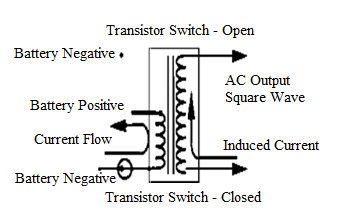 Transistor Switch - Open
Battery Negative
AC Output
Square Wave
Battery Positive
Current Flow
Induced Current
Battery Negative
Transistor Switch - Closed